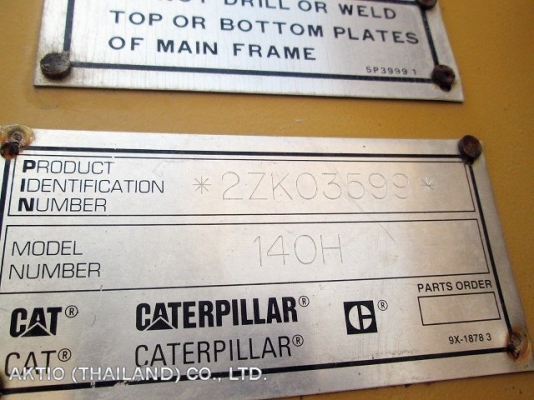 DRILL OR WELD
TOP OR BOTTOM PLATES
OF MAIN FRAME
5P3999 1
PRODUCT
IDENTIFICATION
NUMBER
*2ZK03599*
MODEL
NUMBER
140H
PARTS ORDER
CAT® CATERPILLAR® C®
CAT® CATERPILLAR®
9X-1878 3
AKTIO (THAILAND) CO., LTD.